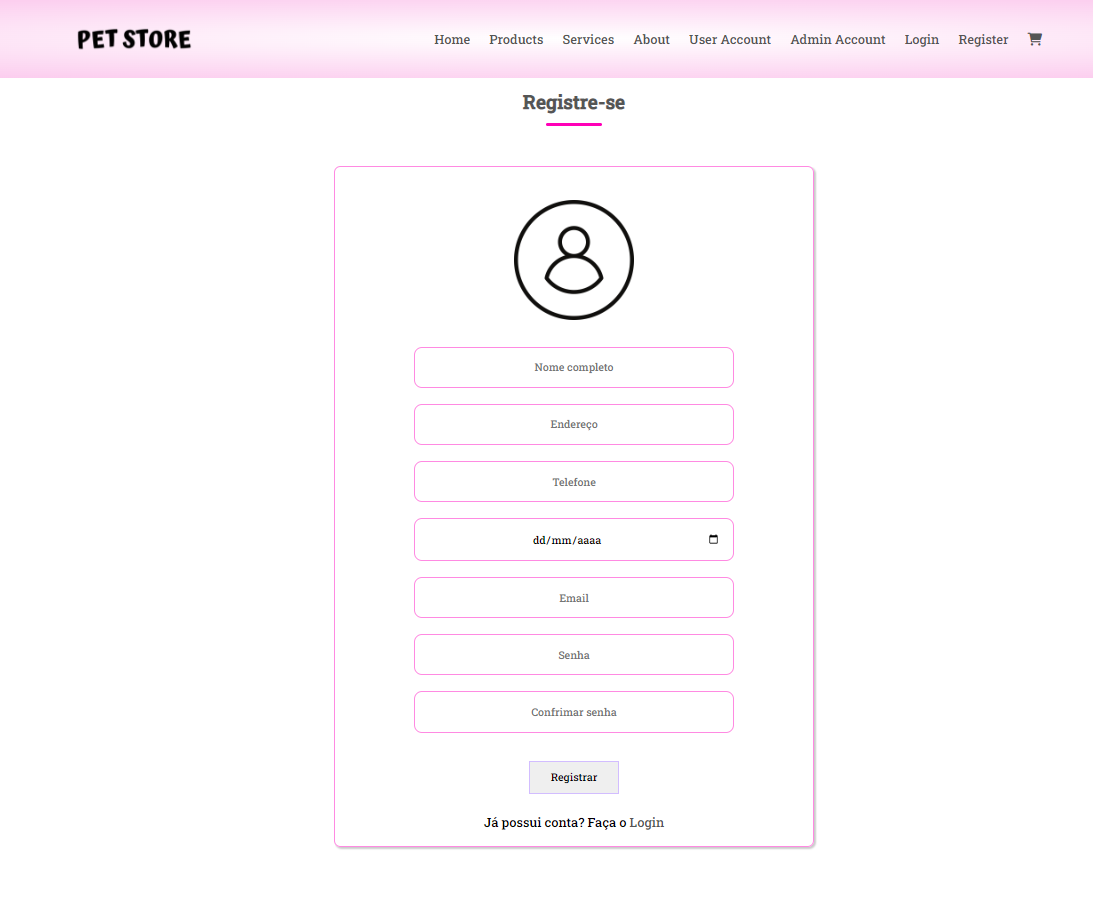 PET STORE Home Products Services About User Account Admin Account Login Register
Registre-se
Nome completo
Endereço
Telefone
dd/mm/aaaa
Email
Senha
Confrimar senha
Registrar
Já possui conta? Faça o Login